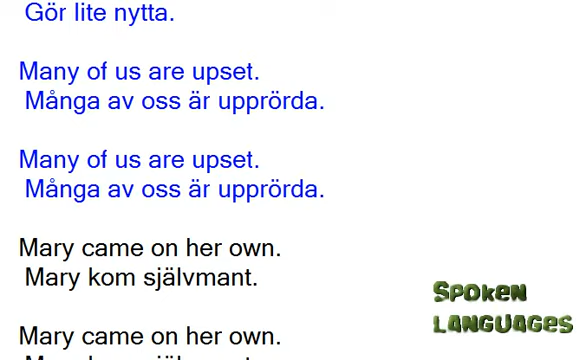 Gör lite nytta.
Many of us are upset.
Många av oss är upprörda.
Many of us are upset.
Många av oss är upprörda.
Mary came on her own.
Mary kom självmant.
Mary came on her own.
SPOKEN
LANGUAGES